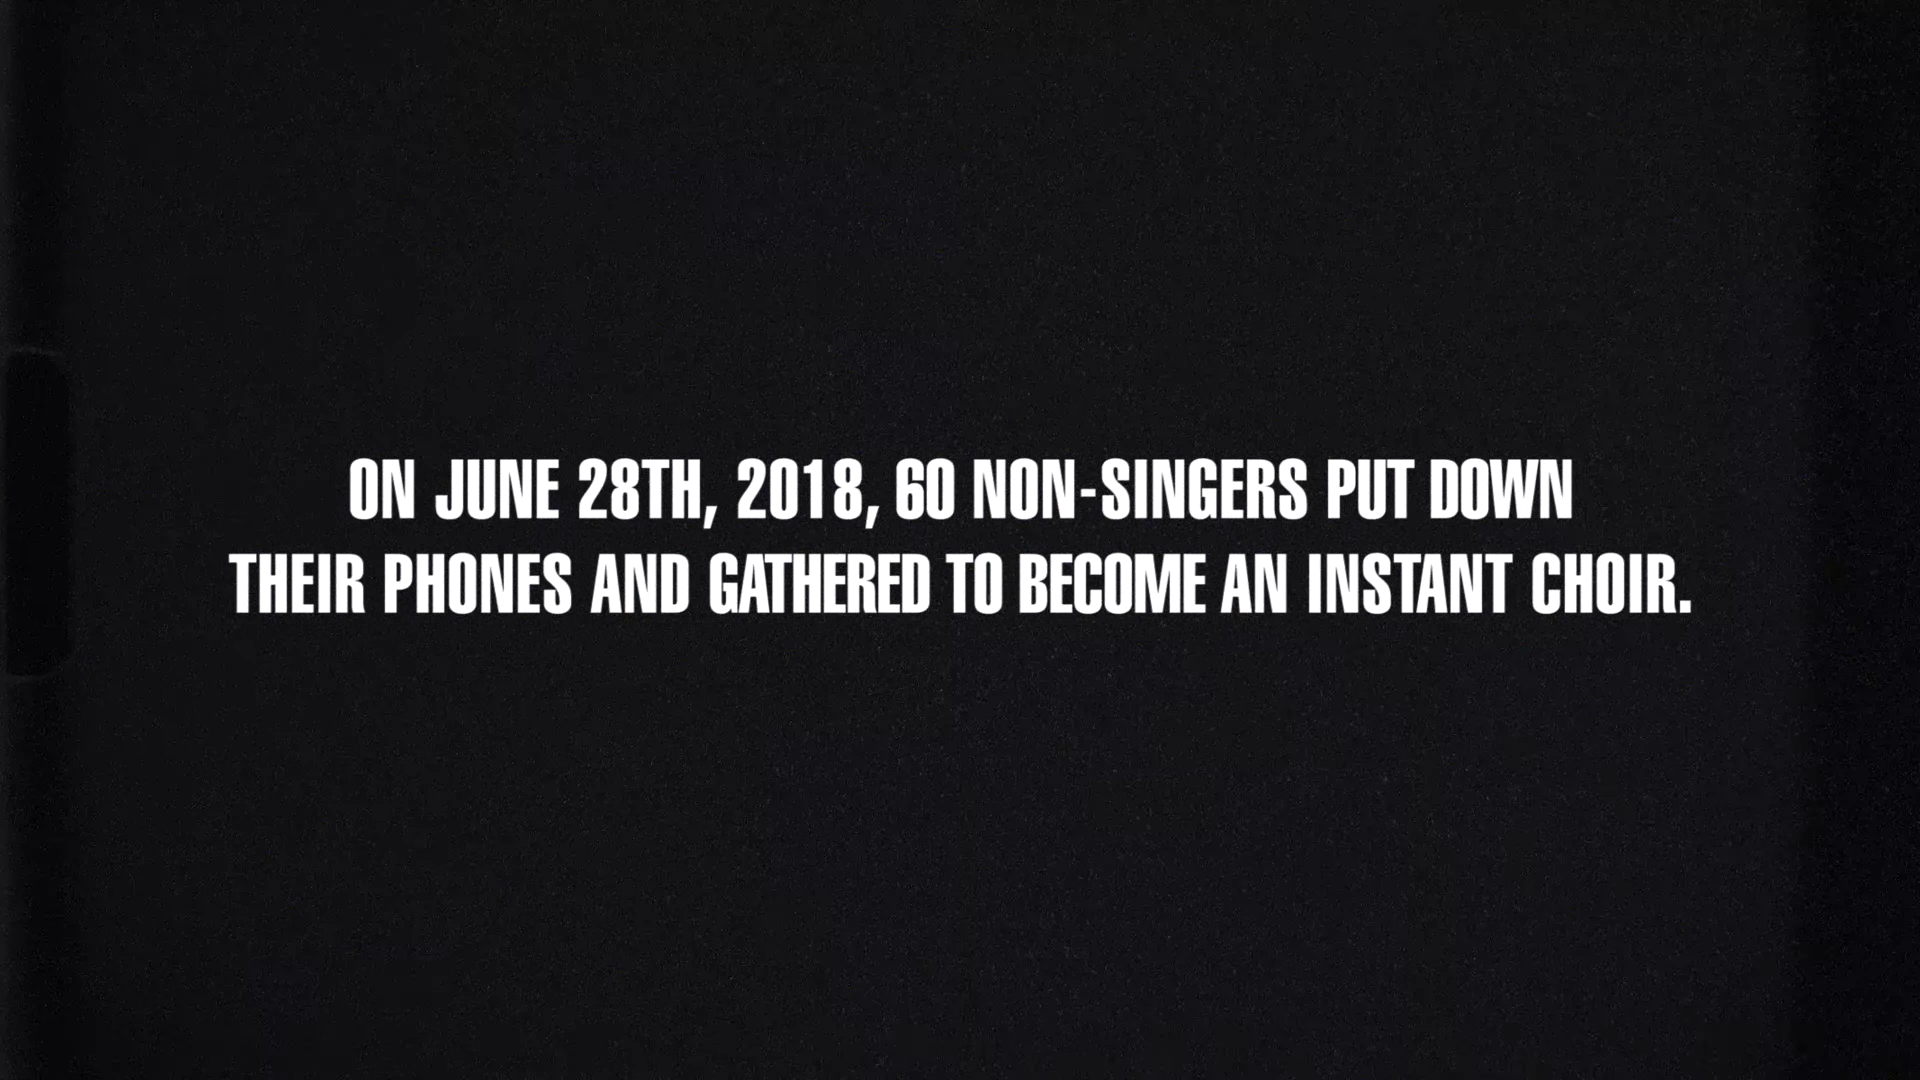 ON JUNE 28TH, 2018, 60 NON-SINGERS PUT DOWN
THEIR PHONES AND GATHERED TO BECOME AN INSTANT CHOIR.